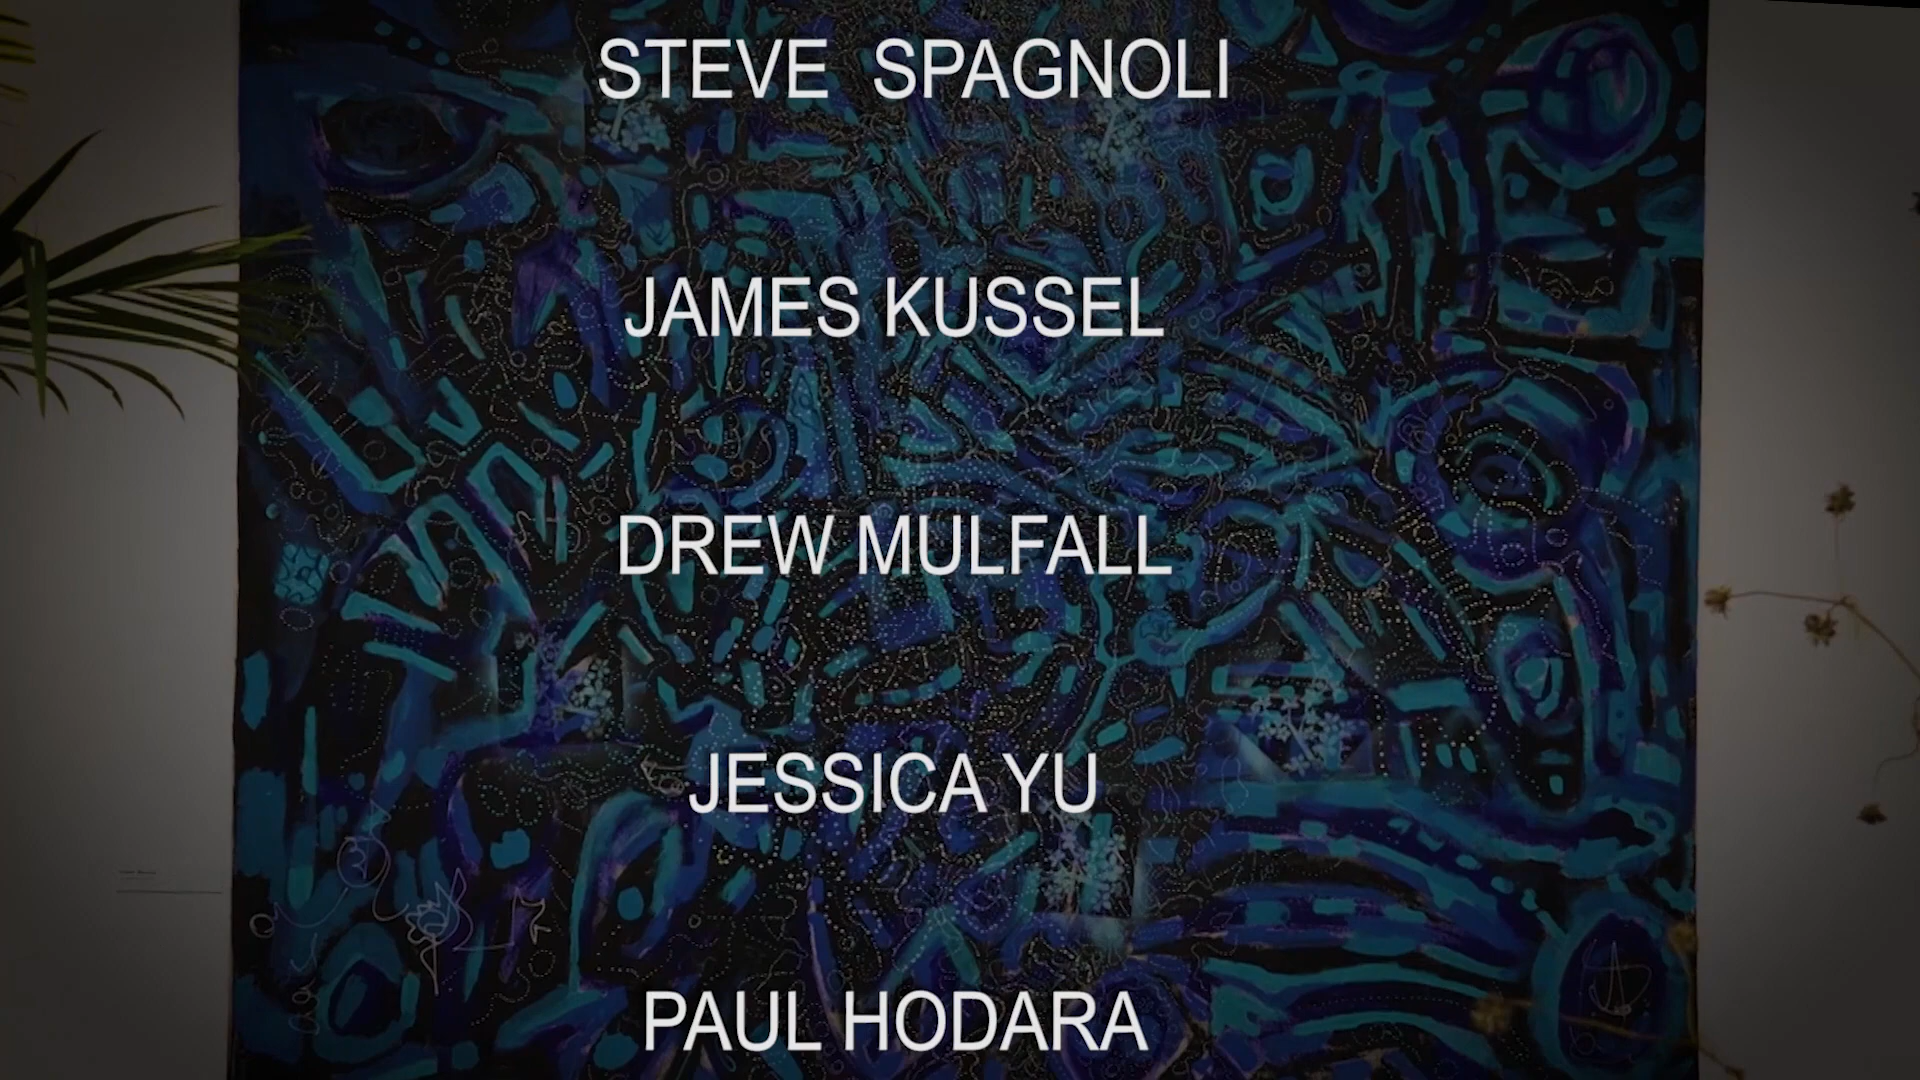 STEVE SPAGNOLI
JAMES KUSSEL
DREW MULFALL
JESSICA YU
PAUL HODARA